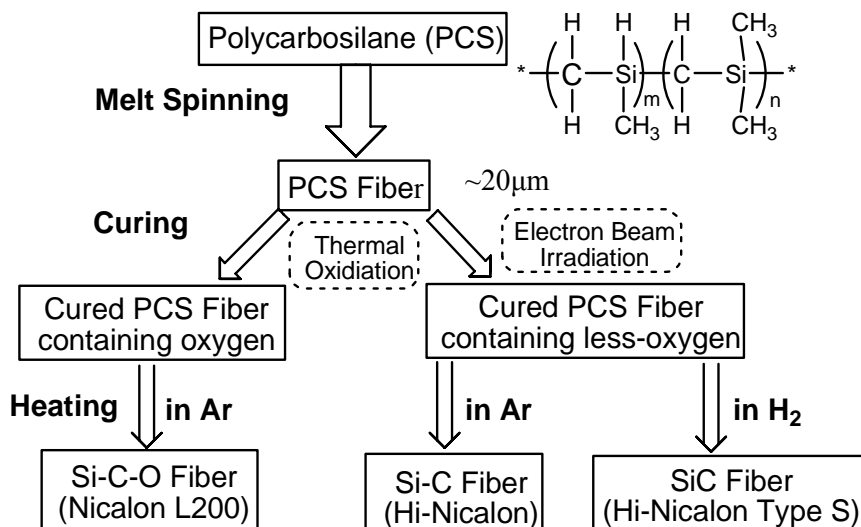 Polycarbosilane (PCS)
H H H CH3
* ( C Si )m ( C Si )n *
H CH3 H CH3
Melt Spinning
PCS Fiber ~20μm
Curing
Thermal
Oxidiation
Electron Beam
Irradiation
Cured PCS Fiber
containing oxygen
Cured PCS Fiber
containing less-oxygen
Heating in Ar in Ar in H2
Si-C-O Fiber
(Nicalon L200)
Si-C Fiber
(Hi-Nicalon)
SiC Fiber
(Hi-Nicalon Type S)